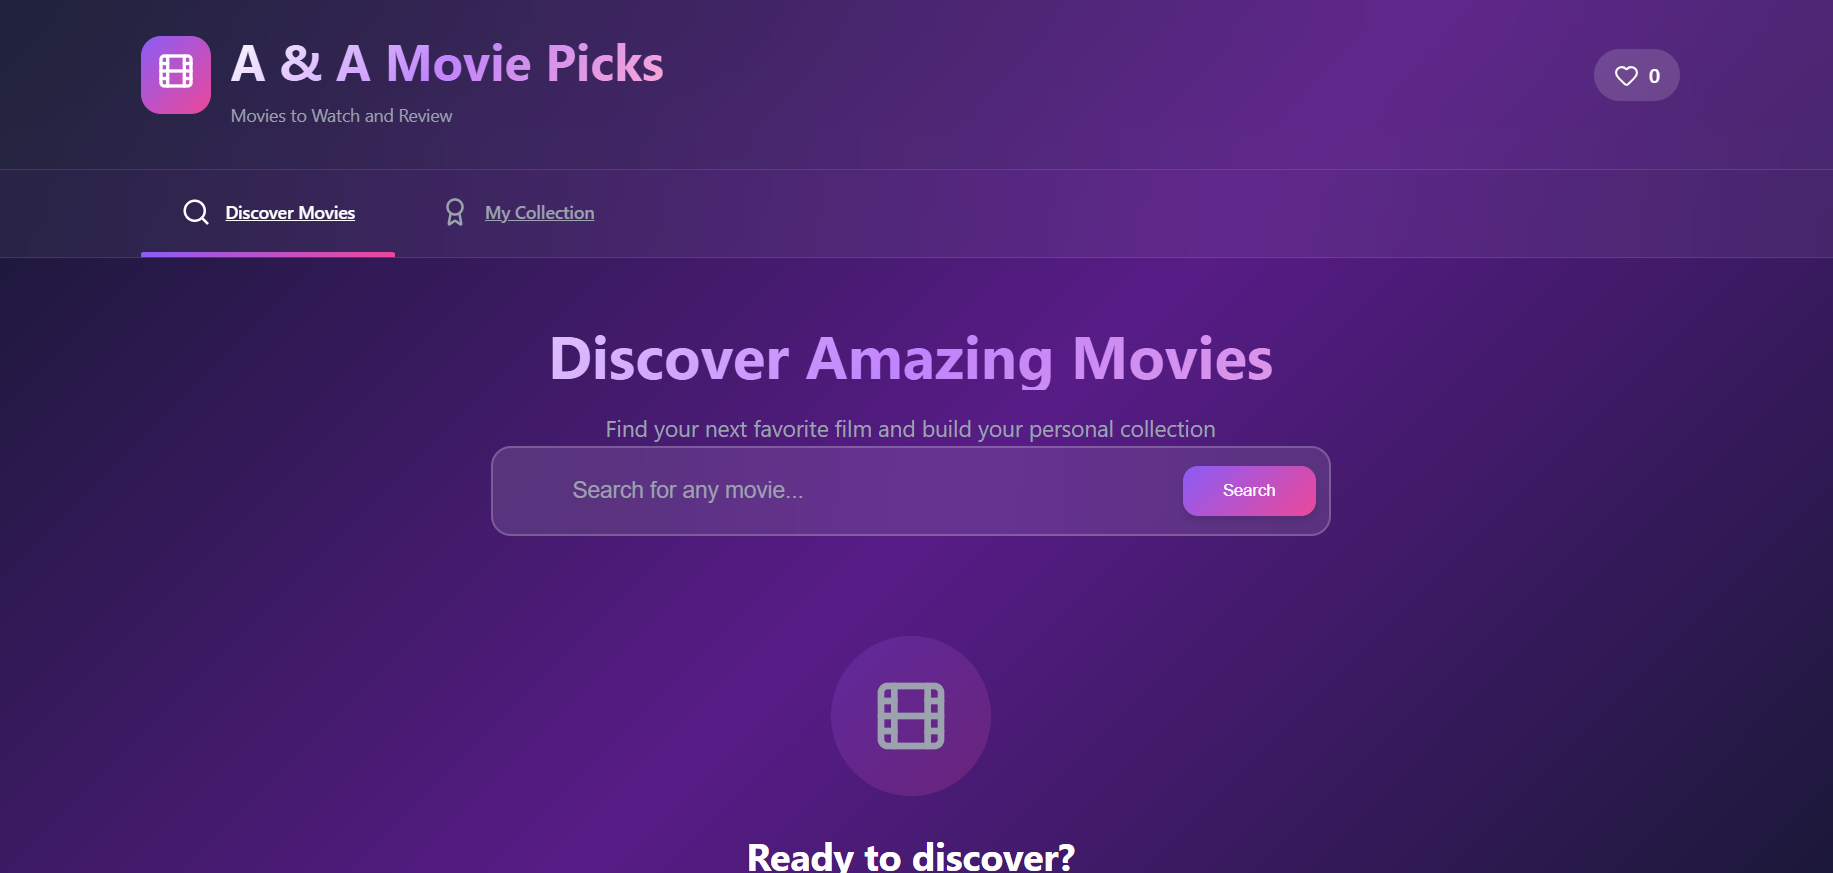 A & A Movie Picks
Movies to Watch and Review
0
Discover Movies
My Collection
Discover Amazing Movies
Find your next favorite film and build your personal collection
Search for any movie...
Search
Ready to discover?